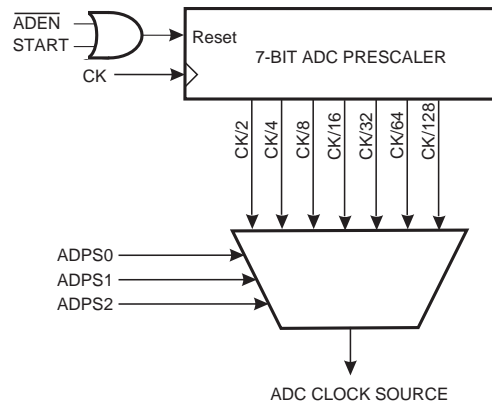 ADEN
START
Reset
7-BIT ADC PRESCALER
CK
CK/2
CK/4
CK/8
CK/16
CK/32
CK/64
CK/128
ADPS0
ADPS1
ADPS2
ADC CLOCK SOURCE